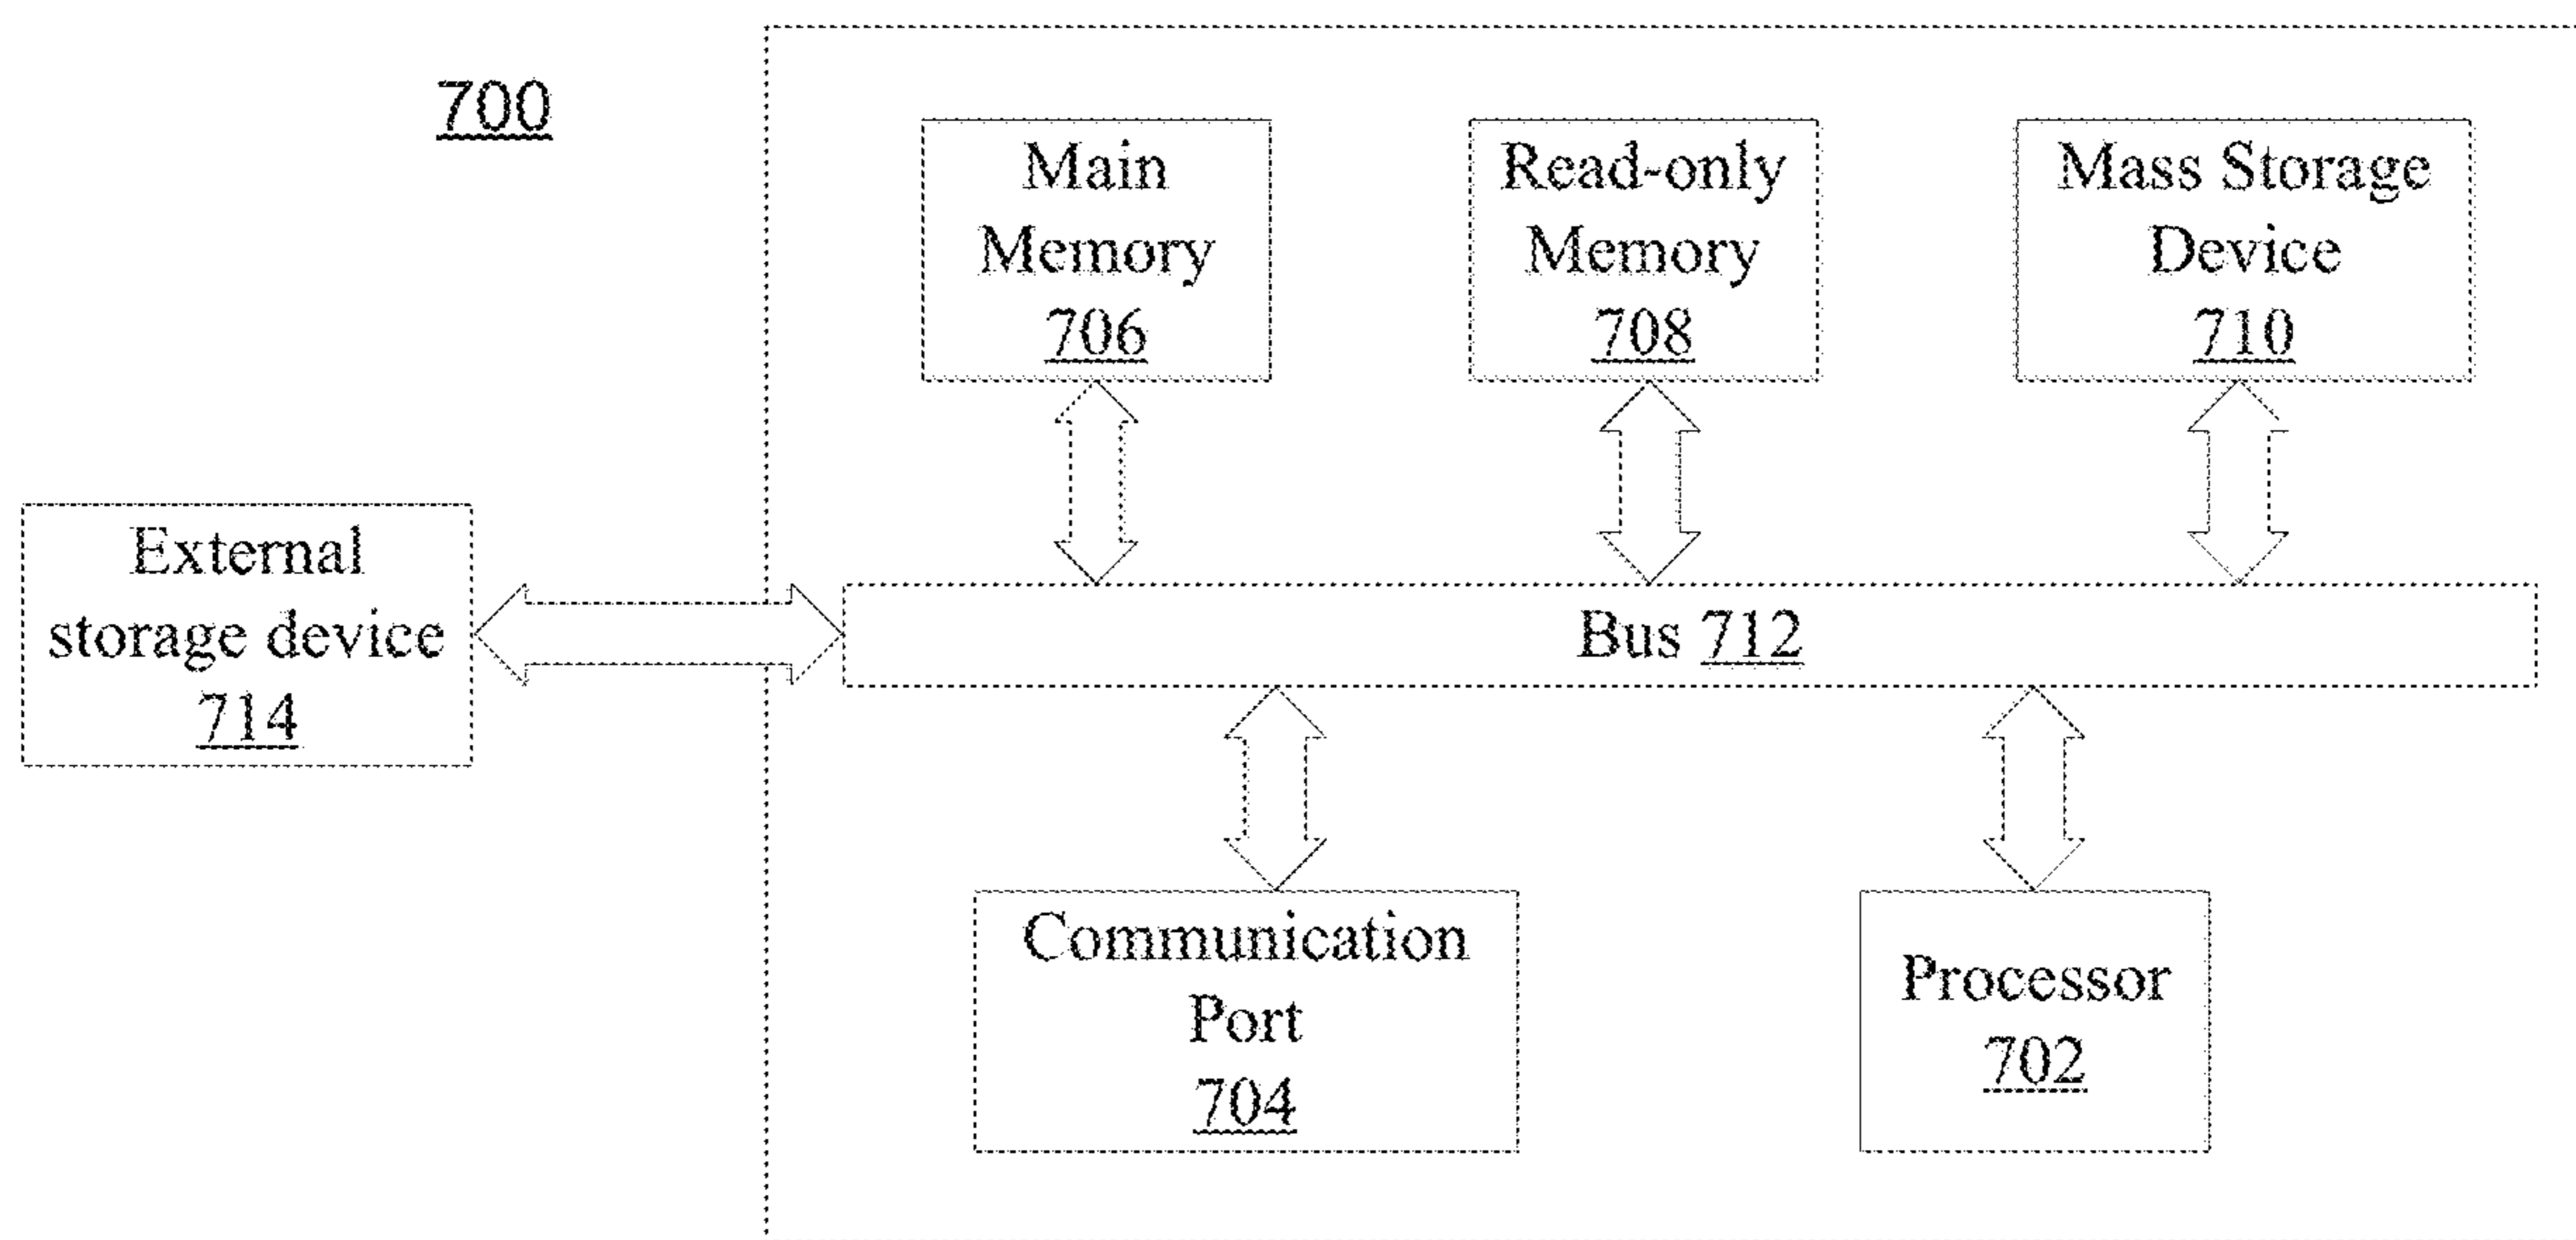 700
Main
Memory
706
Read-only
Memory
708
Mass Storage
Device
710
External
storage device
714
Bus 712
Communication
Port
704
Processor
702